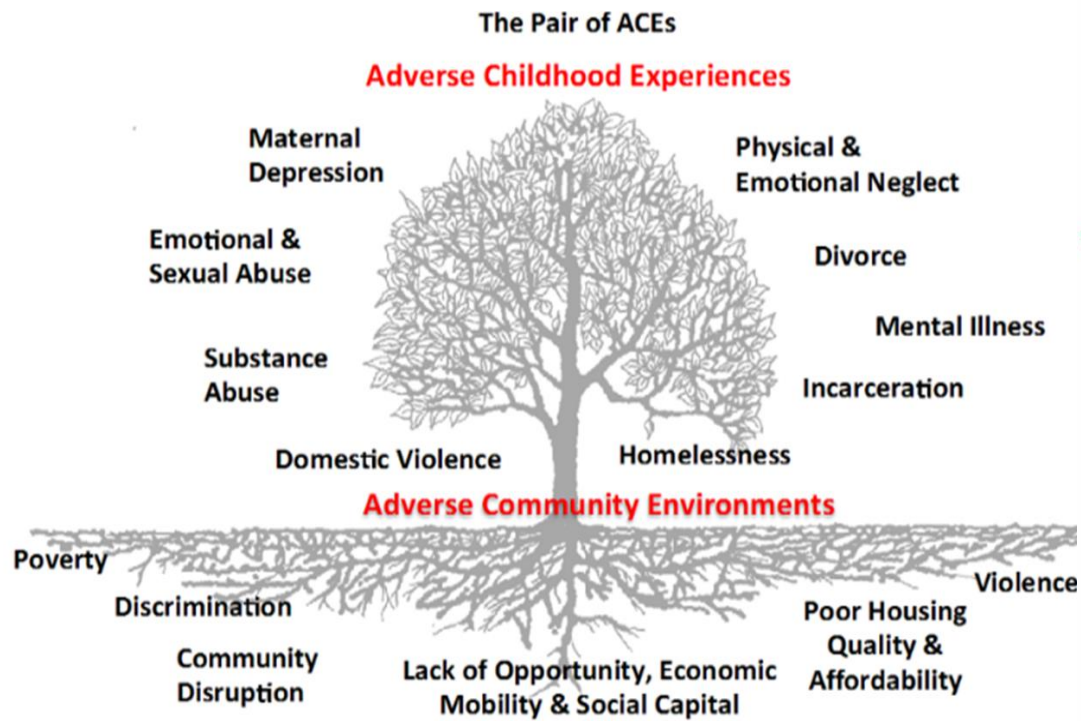 The Pair of ACEs
Adverse Childhood Experiences
Maternal
Depression
Physical &
Emotional Neglect
Emotional &
Sexual Abuse
Divorce
Mental Illness
Substance
Abuse
Incarceration
Domestic Violence
Homelessness
Adverse Community Environments
Poverty
Violence
Discrimination
Poor Housing
Quality &
Affordability
Community
Disruption
Lack of Opportunity, Economic
Mobility & Social Capital